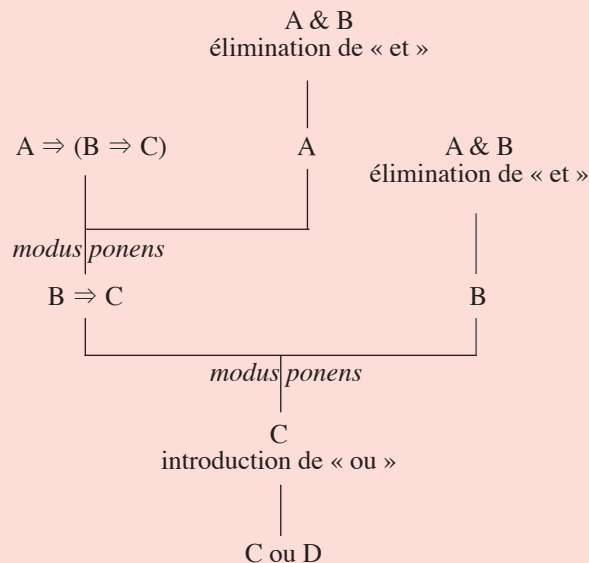 A & B
élimination de « et »
A ⇒ (B ⇒ C)
A
A & B
élimination de « et »
modus ponens
B ⇒ C
B
modus ponens
C
introduction de « ou »
C ou D